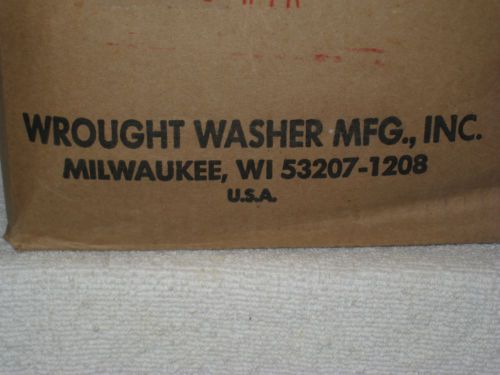 WROUGHT WASHER MFG., INC.
MILWAUKEE, WI 53207-1208
U.S.A.